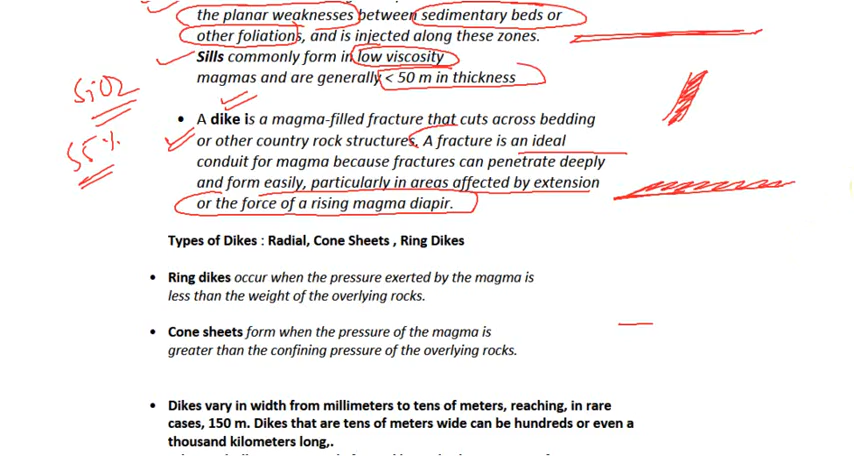 the planar weaknesses between sedimentary beds or
other foliations, and is injected along these zones.
Sills commonly form in low viscosity
magmas and are generally < 50 m in thickness
SiO2
55%
• A dike is a magma-filled fracture that cuts across bedding
or other country rock structures. A fracture is an ideal
conduit for magma because fractures can penetrate deeply
and form easily, particularly in areas affected by extension
or the force of a rising magma diapir.
Types of Dikes : Radial, Cone Sheets , Ring Dikes
• Ring dikes occur when the pressure exerted by the magma is
less than the weight of the overlying rocks.
• Cone sheets form when the pressure of the magma is
greater than the confining pressure of the overlying rocks.
• Dikes vary in width from millimeters to tens of meters, reaching, in rare
cases, 150 m. Dikes that are tens of meters wide can be hundreds or even a
thousand kilometers long,.